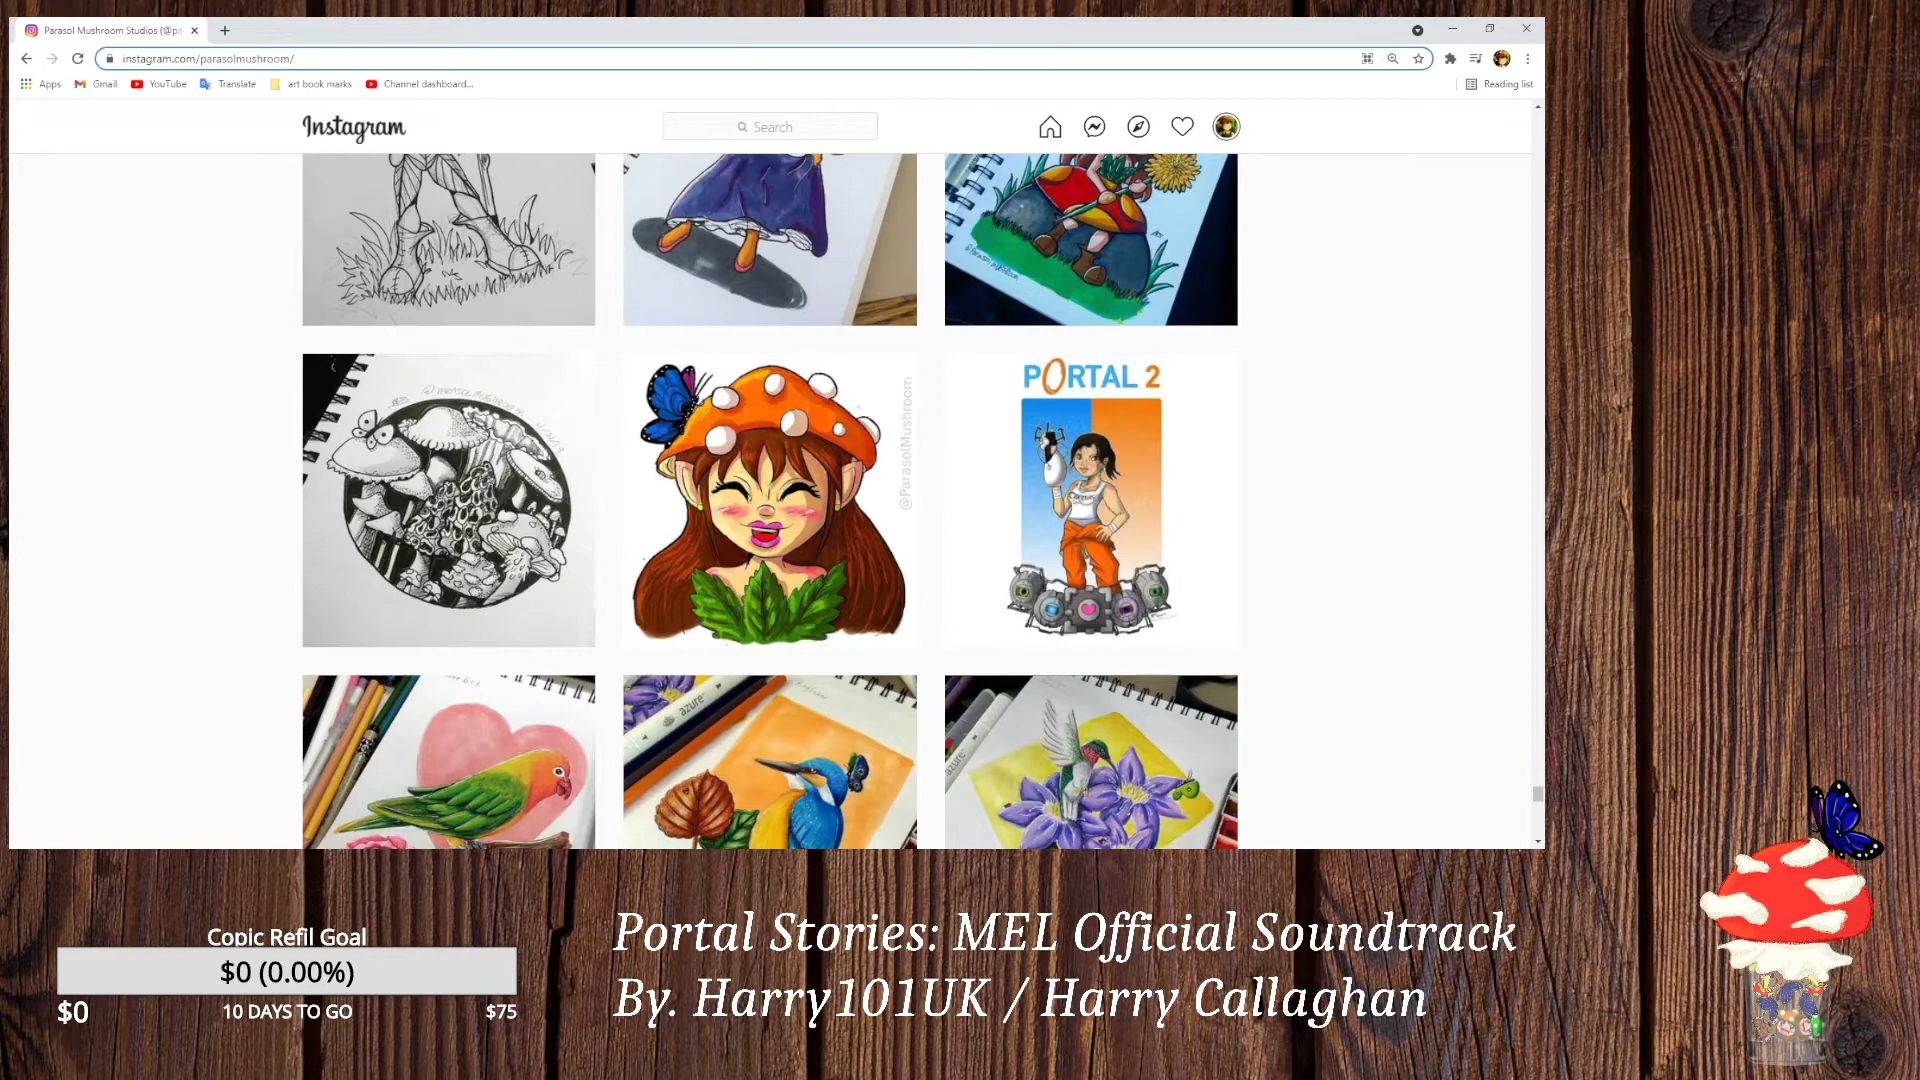 Parasol Mushroom Studios (@pa
instagram.com/parasolmushroom/
Apps
Gmail
YouTube
Translate
art book marks
Channel dashboard...
Reading list
Instagram
Search
@ParasolMushroom
PORTAL 2
azure
azure
Copic Refil Goal
$0 (0.00%)
$0
10 DAYS TO GO
$75
Portal Stories: MEL Official Soundtrack
By. Harry101UK / Harry Callaghan